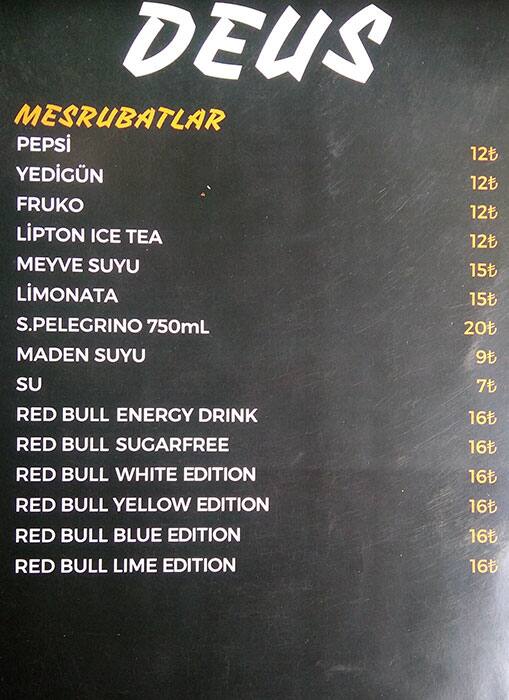 DEUS
MESRUBATLAR
PEPSİ 12₺
YEDİGÜN 12₺
FRUKO 12₺
LİPTON ICE TEA 12₺
MEYVE SUYU 15₺
LİMONATA 15₺
S.PELEGRINO 750mL 20₺
MADEN SUYU 9₺
SU 7₺
RED BULL ENERGY DRINK 16₺
RED BULL SUGARFREE 16₺
RED BULL WHITE EDITION 16₺
RED BULL YELLOW EDITION 16₺
RED BULL BLUE EDITION 16₺
RED BULL LIME EDITION 16₺